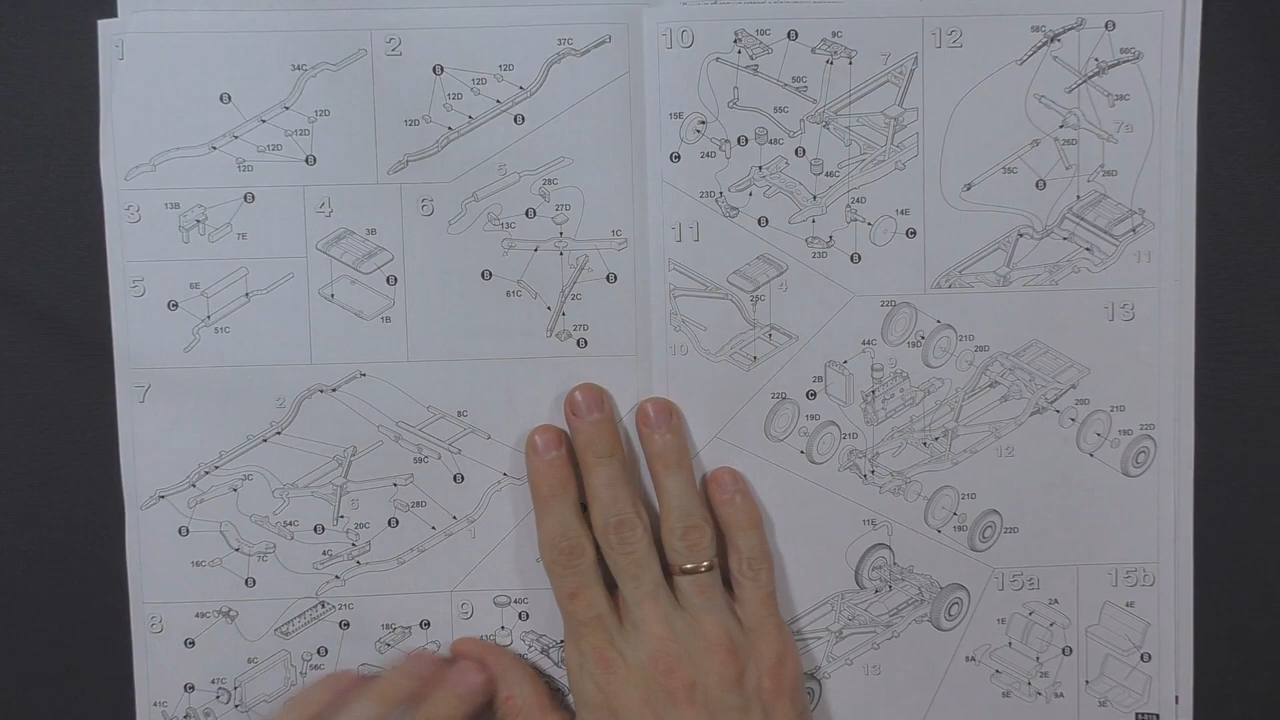 1
34C
B
12D
12D
12D
12D
B
2
37C
B
12D
12D
12D
12D
B
3
13B
B
7E
4
3B
B
1B
5
6E
C
51C
6
5
28C
27D
B
13C
1C
B
B
61C
2C
27D
B
7
2
8C
59C
B
3C
6
28D
B
54C
B
20C
1
B
4C
7C
16C
B
8
49C
C
21C
C
18C
C
6C
B
56C
47C
C
41C
9
40C
B
43C
10
10C
B
9C
7
50C
55C
15E
C
B
48C
24D
B
46C
23D
B
24D
14E
C
23D
B
11
4
25C
10
12
58C
B
60C
38C
7a
26D
35C
B
26D
11
13
22D
21D
19D
20D
44C
9
2B
C
22D
19D
21D
20D
21D
19D
22D
12
21D
19D
22D
11E
13
15a
2A
1E
B
8A
2E
5E
9A
15b
4E
B
3E